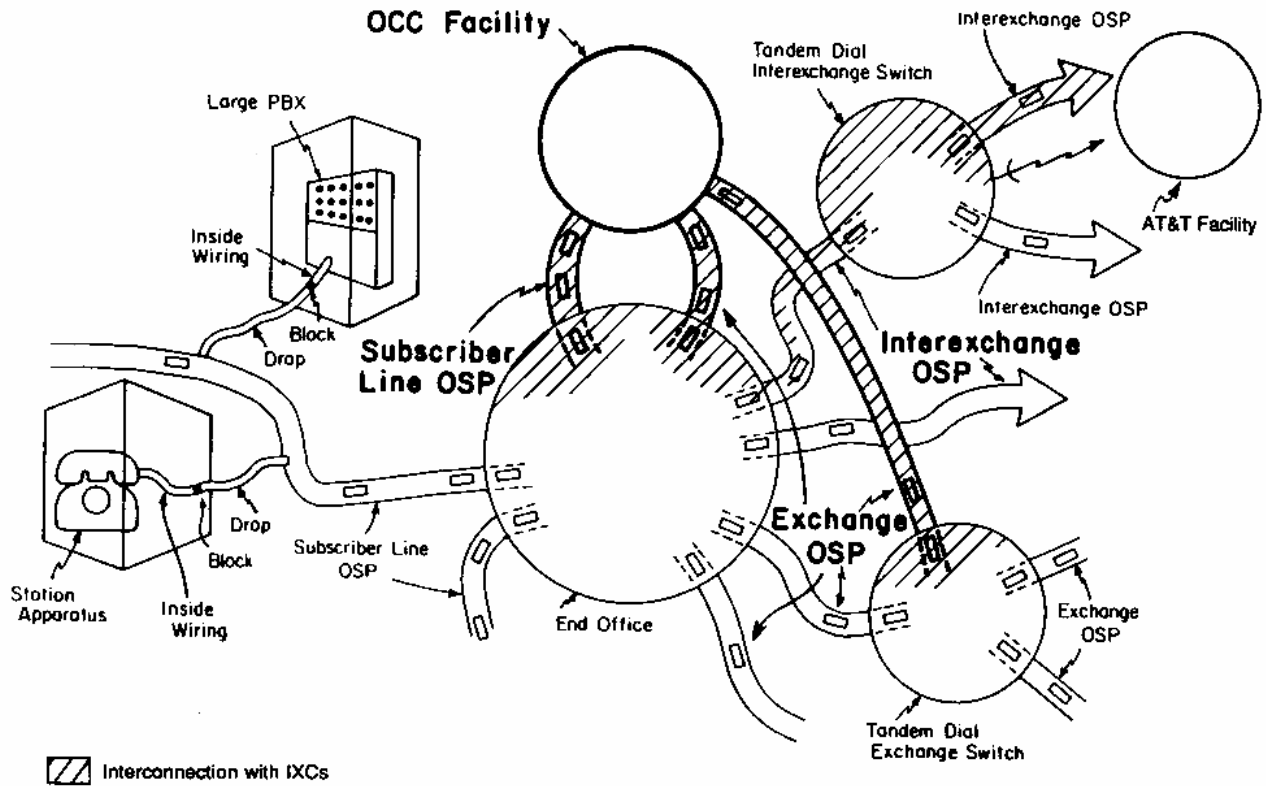 OCC Facility
Interexchange OSP
Tandem Dial
Interexchange Switch
Large PBX
AT&T Facility
Inside
Wiring
Interexchange OSP
Block
Drop
Subscriber
Line OSP
Interexchange
OSP
Drop
Exchange
OSP
Block
Subscriber Line
OSP
Station
Apparatus
Inside
Wiring
End Office
Exchange
OSP
Tandem Dial
Exchange Switch
Interconnection with IXCs